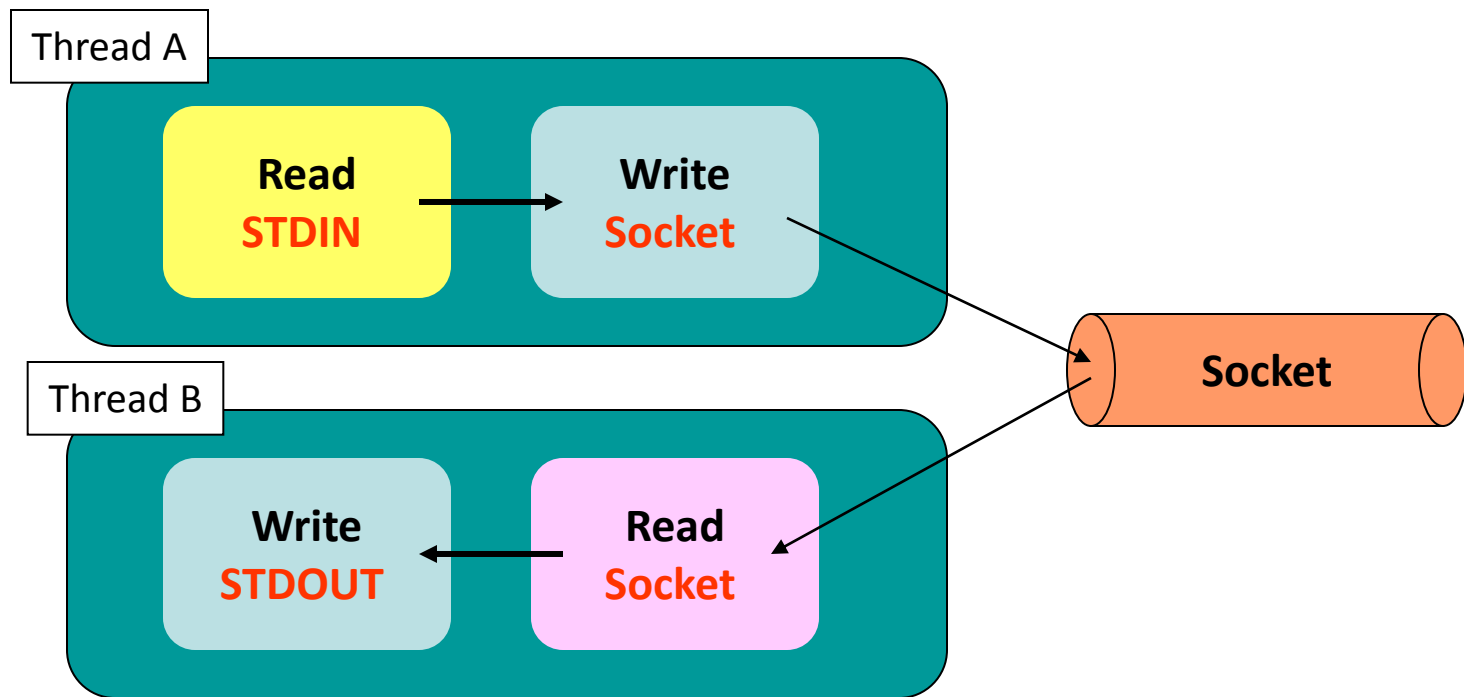 Thread A
Read
STDIN
Write
Socket
Socket
Thread B
Write
STDOUT
Read
Socket